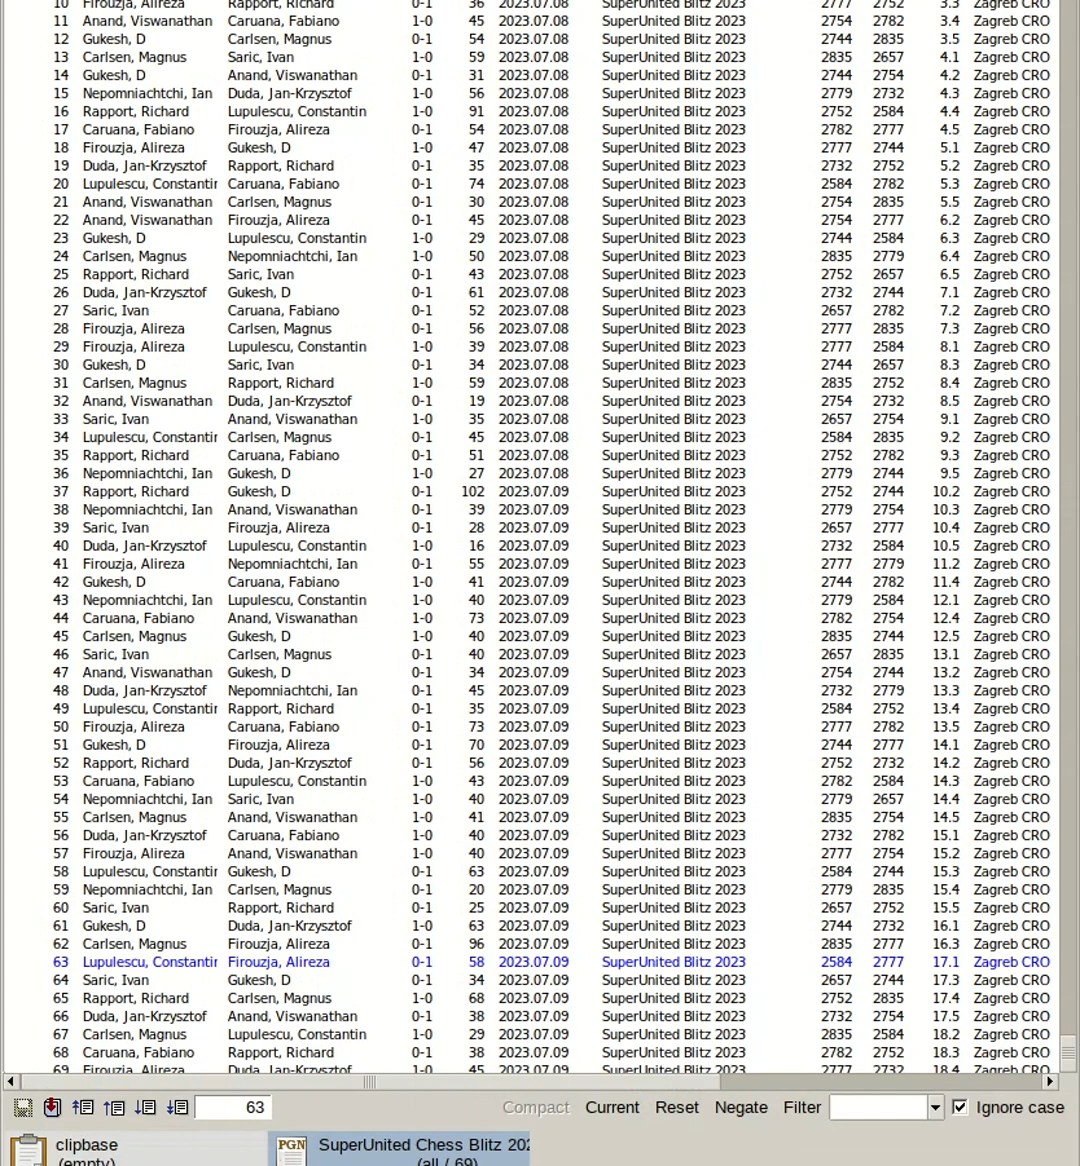 10 Firouzja, Alireza Rapport, Richard 0-1 36 2023.07.08 SuperUnited Blitz 2023 2777 2752 3.3 Zagreb CRO
11 Anand, Viswanathan Caruana, Fabiano 1-0 45 2023.07.08 SuperUnited Blitz 2023 2754 2782 3.4 Zagreb CRO
12 Gukesh, D Carlsen, Magnus 0-1 54 2023.07.08 SuperUnited Blitz 2023 2744 2835 3.5 Zagreb CRO
13 Carlsen, Magnus Saric, Ivan 1-0 59 2023.07.08 SuperUnited Blitz 2023 2835 2657 4.1 Zagreb CRO
14 Gukesh, D Anand, Viswanathan 0-1 31 2023.07.08 SuperUnited Blitz 2023 2744 2754 4.2 Zagreb CRO
15 Nepomniachtchi, Ian Duda, Jan-Krzysztof 1-0 56 2023.07.08 SuperUnited Blitz 2023 2779 2732 4.3 Zagreb CRO
16 Rapport, Richard Lupulescu, Constantin 1-0 91 2023.07.08 SuperUnited Blitz 2023 2752 2584 4.4 Zagreb CRO
17 Caruana, Fabiano Firouzja, Alireza 0-1 54 2023.07.08 SuperUnited Blitz 2023 2782 2777 4.5 Zagreb CRO
18 Firouzja, Alireza Gukesh, D 1-0 47 2023.07.08 SuperUnited Blitz 2023 2777 2744 5.1 Zagreb CRO
19 Duda, Jan-Krzysztof Rapport, Richard 0-1 35 2023.07.08 SuperUnited Blitz 2023 2732 2752 5.2 Zagreb CRO
20 Lupulescu, Constantin Caruana, Fabiano 0-1 74 2023.07.08 SuperUnited Blitz 2023 2584 2782 5.3 Zagreb CRO
21 Anand, Viswanathan Carlsen, Magnus 0-1 30 2023.07.08 SuperUnited Blitz 2023 2754 2835 5.5 Zagreb CRO
22 Anand, Viswanathan Firouzja, Alireza 0-1 45 2023.07.08 SuperUnited Blitz 2023 2754 2777 6.2 Zagreb CRO
23 Gukesh, D Lupulescu, Constantin 1-0 29 2023.07.08 SuperUnited Blitz 2023 2744 2584 6.3 Zagreb CRO
24 Carlsen, Magnus Nepomniachtchi, Ian 1-0 50 2023.07.08 SuperUnited Blitz 2023 2835 2779 6.4 Zagreb CRO
25 Rapport, Richard Saric, Ivan 0-1 43 2023.07.08 SuperUnited Blitz 2023 2752 2657 6.5 Zagreb CRO
26 Duda, Jan-Krzysztof Gukesh, D 0-1 61 2023.07.08 SuperUnited Blitz 2023 2732 2744 7.1 Zagreb CRO
27 Saric, Ivan Caruana, Fabiano 0-1 52 2023.07.08 SuperUnited Blitz 2023 2657 2782 7.2 Zagreb CRO
28 Firouzja, Alireza Carlsen, Magnus 0-1 56 2023.07.08 SuperUnited Blitz 2023 2777 2835 7.3 Zagreb CRO
29 Firouzja, Alireza Lupulescu, Constantin 1-0 39 2023.07.08 SuperUnited Blitz 2023 2777 2584 8.1 Zagreb CRO
30 Gukesh, D Saric, Ivan 0-1 34 2023.07.08 SuperUnited Blitz 2023 2744 2657 8.3 Zagreb CRO
31 Carlsen, Magnus Rapport, Richard 1-0 59 2023.07.08 SuperUnited Blitz 2023 2835 2752 8.4 Zagreb CRO
32 Anand, Viswanathan Duda, Jan-Krzysztof 0-1 19 2023.07.08 SuperUnited Blitz 2023 2754 2732 8.5 Zagreb CRO
33 Saric, Ivan Anand, Viswanathan 1-0 35 2023.07.08 SuperUnited Blitz 2023 2657 2754 9.1 Zagreb CRO
34 Lupulescu, Constantin Carlsen, Magnus 0-1 45 2023.07.08 SuperUnited Blitz 2023 2584 2835 9.2 Zagreb CRO
35 Rapport, Richard Caruana, Fabiano 0-1 51 2023.07.08 SuperUnited Blitz 2023 2752 2782 9.3 Zagreb CRO
36 Nepomniachtchi, Ian Gukesh, D 1-0 27 2023.07.08 SuperUnited Blitz 2023 2779 2744 9.5 Zagreb CRO
37 Rapport, Richard Gukesh, D 0-1 102 2023.07.09 SuperUnited Blitz 2023 2752 2744 10.2 Zagreb CRO
38 Nepomniachtchi, Ian Anand, Viswanathan 0-1 39 2023.07.09 SuperUnited Blitz 2023 2779 2754 10.3 Zagreb CRO
39 Saric, Ivan Firouzja, Alireza 0-1 28 2023.07.09 SuperUnited Blitz 2023 2657 2777 10.4 Zagreb CRO
40 Duda, Jan-Krzysztof Lupulescu, Constantin 1-0 16 2023.07.09 SuperUnited Blitz 2023 2732 2584 10.5 Zagreb CRO
41 Firouzja, Alireza Nepomniachtchi, Ian 0-1 55 2023.07.09 SuperUnited Blitz 2023 2777 2779 11.2 Zagreb CRO
42 Gukesh, D Caruana, Fabiano 1-0 41 2023.07.09 SuperUnited Blitz 2023 2744 2782 11.4 Zagreb CRO
43 Nepomniachtchi, Ian Lupulescu, Constantin 1-0 40 2023.07.09 SuperUnited Blitz 2023 2779 2584 12.1 Zagreb CRO
44 Caruana, Fabiano Anand, Viswanathan 1-0 73 2023.07.09 SuperUnited Blitz 2023 2782 2754 12.4 Zagreb CRO
45 Carlsen, Magnus Gukesh, D 1-0 40 2023.07.09 SuperUnited Blitz 2023 2835 2744 12.5 Zagreb CRO
46 Saric, Ivan Carlsen, Magnus 0-1 40 2023.07.09 SuperUnited Blitz 2023 2657 2835 13.1 Zagreb CRO
47 Anand, Viswanathan Gukesh, D 0-1 34 2023.07.09 SuperUnited Blitz 2023 2754 2744 13.2 Zagreb CRO
48 Duda, Jan-Krzysztof Nepomniachtchi, Ian 0-1 45 2023.07.09 SuperUnited Blitz 2023 2732 2779 13.3 Zagreb CRO
49 Lupulescu, Constantin Rapport, Richard 0-1 35 2023.07.09 SuperUnited Blitz 2023 2584 2752 13.4 Zagreb CRO
50 Firouzja, Alireza Caruana, Fabiano 0-1 73 2023.07.09 SuperUnited Blitz 2023 2777 2782 13.5 Zagreb CRO
51 Gukesh, D Firouzja, Alireza 0-1 70 2023.07.09 SuperUnited Blitz 2023 2744 2777 14.1 Zagreb CRO
52 Rapport, Richard Duda, Jan-Krzysztof 0-1 56 2023.07.09 SuperUnited Blitz 2023 2752 2732 14.2 Zagreb CRO
53 Caruana, Fabiano Lupulescu, Constantin 1-0 43 2023.07.09 SuperUnited Blitz 2023 2782 2584 14.3 Zagreb CRO
54 Nepomniachtchi, Ian Saric, Ivan 1-0 40 2023.07.09 SuperUnited Blitz 2023 2779 2657 14.4 Zagreb CRO
55 Carlsen, Magnus Anand, Viswanathan 1-0 41 2023.07.09 SuperUnited Blitz 2023 2835 2754 14.5 Zagreb CRO
56 Duda, Jan-Krzysztof Caruana, Fabiano 1-0 40 2023.07.09 SuperUnited Blitz 2023 2732 2782 15.1 Zagreb CRO
57 Firouzja, Alireza Anand, Viswanathan 1-0 40 2023.07.09 SuperUnited Blitz 2023 2777 2754 15.2 Zagreb CRO
58 Lupulescu, Constantin Gukesh, D 0-1 63 2023.07.09 SuperUnited Blitz 2023 2584 2744 15.3 Zagreb CRO
59 Nepomniachtchi, Ian Carlsen, Magnus 0-1 20 2023.07.09 SuperUnited Blitz 2023 2779 2835 15.4 Zagreb CRO
60 Saric, Ivan Rapport, Richard 0-1 25 2023.07.09 SuperUnited Blitz 2023 2657 2752 15.5 Zagreb CRO
61 Gukesh, D Duda, Jan-Krzysztof 1-0 63 2023.07.09 SuperUnited Blitz 2023 2744 2732 16.1 Zagreb CRO
62 Carlsen, Magnus Firouzja, Alireza 0-1 96 2023.07.09 SuperUnited Blitz 2023 2835 2777 16.3 Zagreb CRO
63 Lupulescu, Constantin Firouzja, Alireza 0-1 58 2023.07.09 SuperUnited Blitz 2023 2584 2777 17.1 Zagreb CRO
64 Saric, Ivan Gukesh, D 0-1 34 2023.07.09 SuperUnited Blitz 2023 2657 2744 17.3 Zagreb CRO
65 Rapport, Richard Carlsen, Magnus 1-0 68 2023.07.09 SuperUnited Blitz 2023 2752 2835 17.4 Zagreb CRO
66 Duda, Jan-Krzysztof Anand, Viswanathan 0-1 38 2023.07.09 SuperUnited Blitz 2023 2732 2754 17.5 Zagreb CRO
67 Carlsen, Magnus Lupulescu, Constantin 1-0 29 2023.07.09 SuperUnited Blitz 2023 2835 2584 18.2 Zagreb CRO
68 Caruana, Fabiano Rapport, Richard 0-1 38 2023.07.09 SuperUnited Blitz 2023 2782 2752 18.3 Zagreb CRO
69 Firouzja, Alireza Duda, Jan-Krzysztof 1-0 45 2023.07.09 SuperUnited Blitz 2023 2777 2732 18.4 Zagreb CRO
63 Compact Current Reset Negate Filter Ignore case
clipbase PGN SuperUnited Chess Blitz 202
(empty) (all / 69)